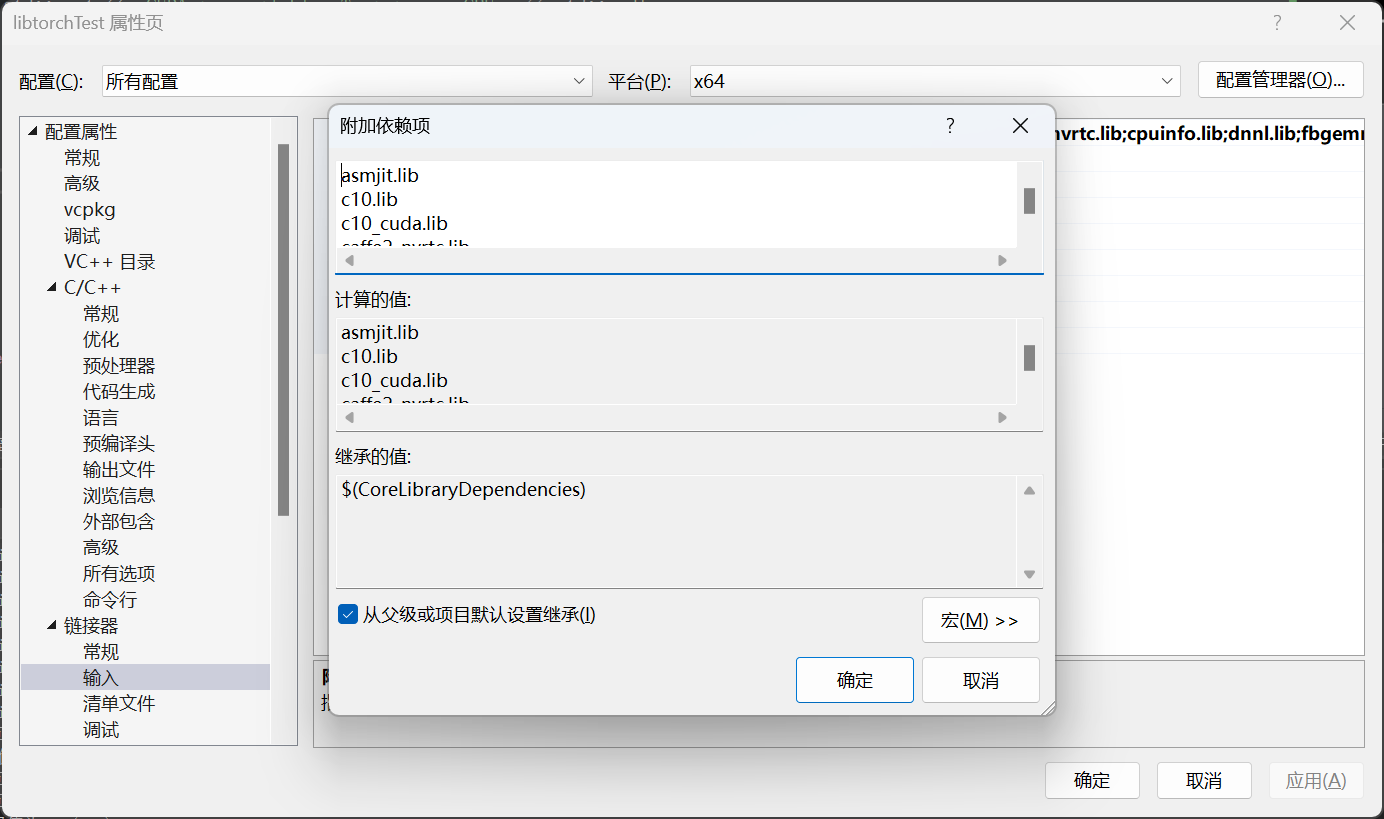 libtorchTest 属性页
?
配置(C):
所有配置
平台(P):
x64
配置管理器(O)...
配置属性
常规
高级
vcpkg
调试
VC++ 目录
C/C++
常规
优化
预处理器
代码生成
语言
预编译头
输出文件
浏览信息
外部包含
高级
所有选项
命令行
链接器
常规
输入
清单文件
调试
vrtc.lib;cpuinfo.lib;dnnl.lib;fbgem
附加依赖项
?
asmjit.lib
c10.lib
c10_cuda.lib
caffe2_nvrtc.lib
计算的值:
asmjit.lib
c10.lib
c10_cuda.lib
caffe2_nvrtc.lib
继承的值:
$(CoreLibraryDependencies)
从父级或项目默认设置继承(I)
宏(M) >>
确定
取消
确定
取消
应用(A)